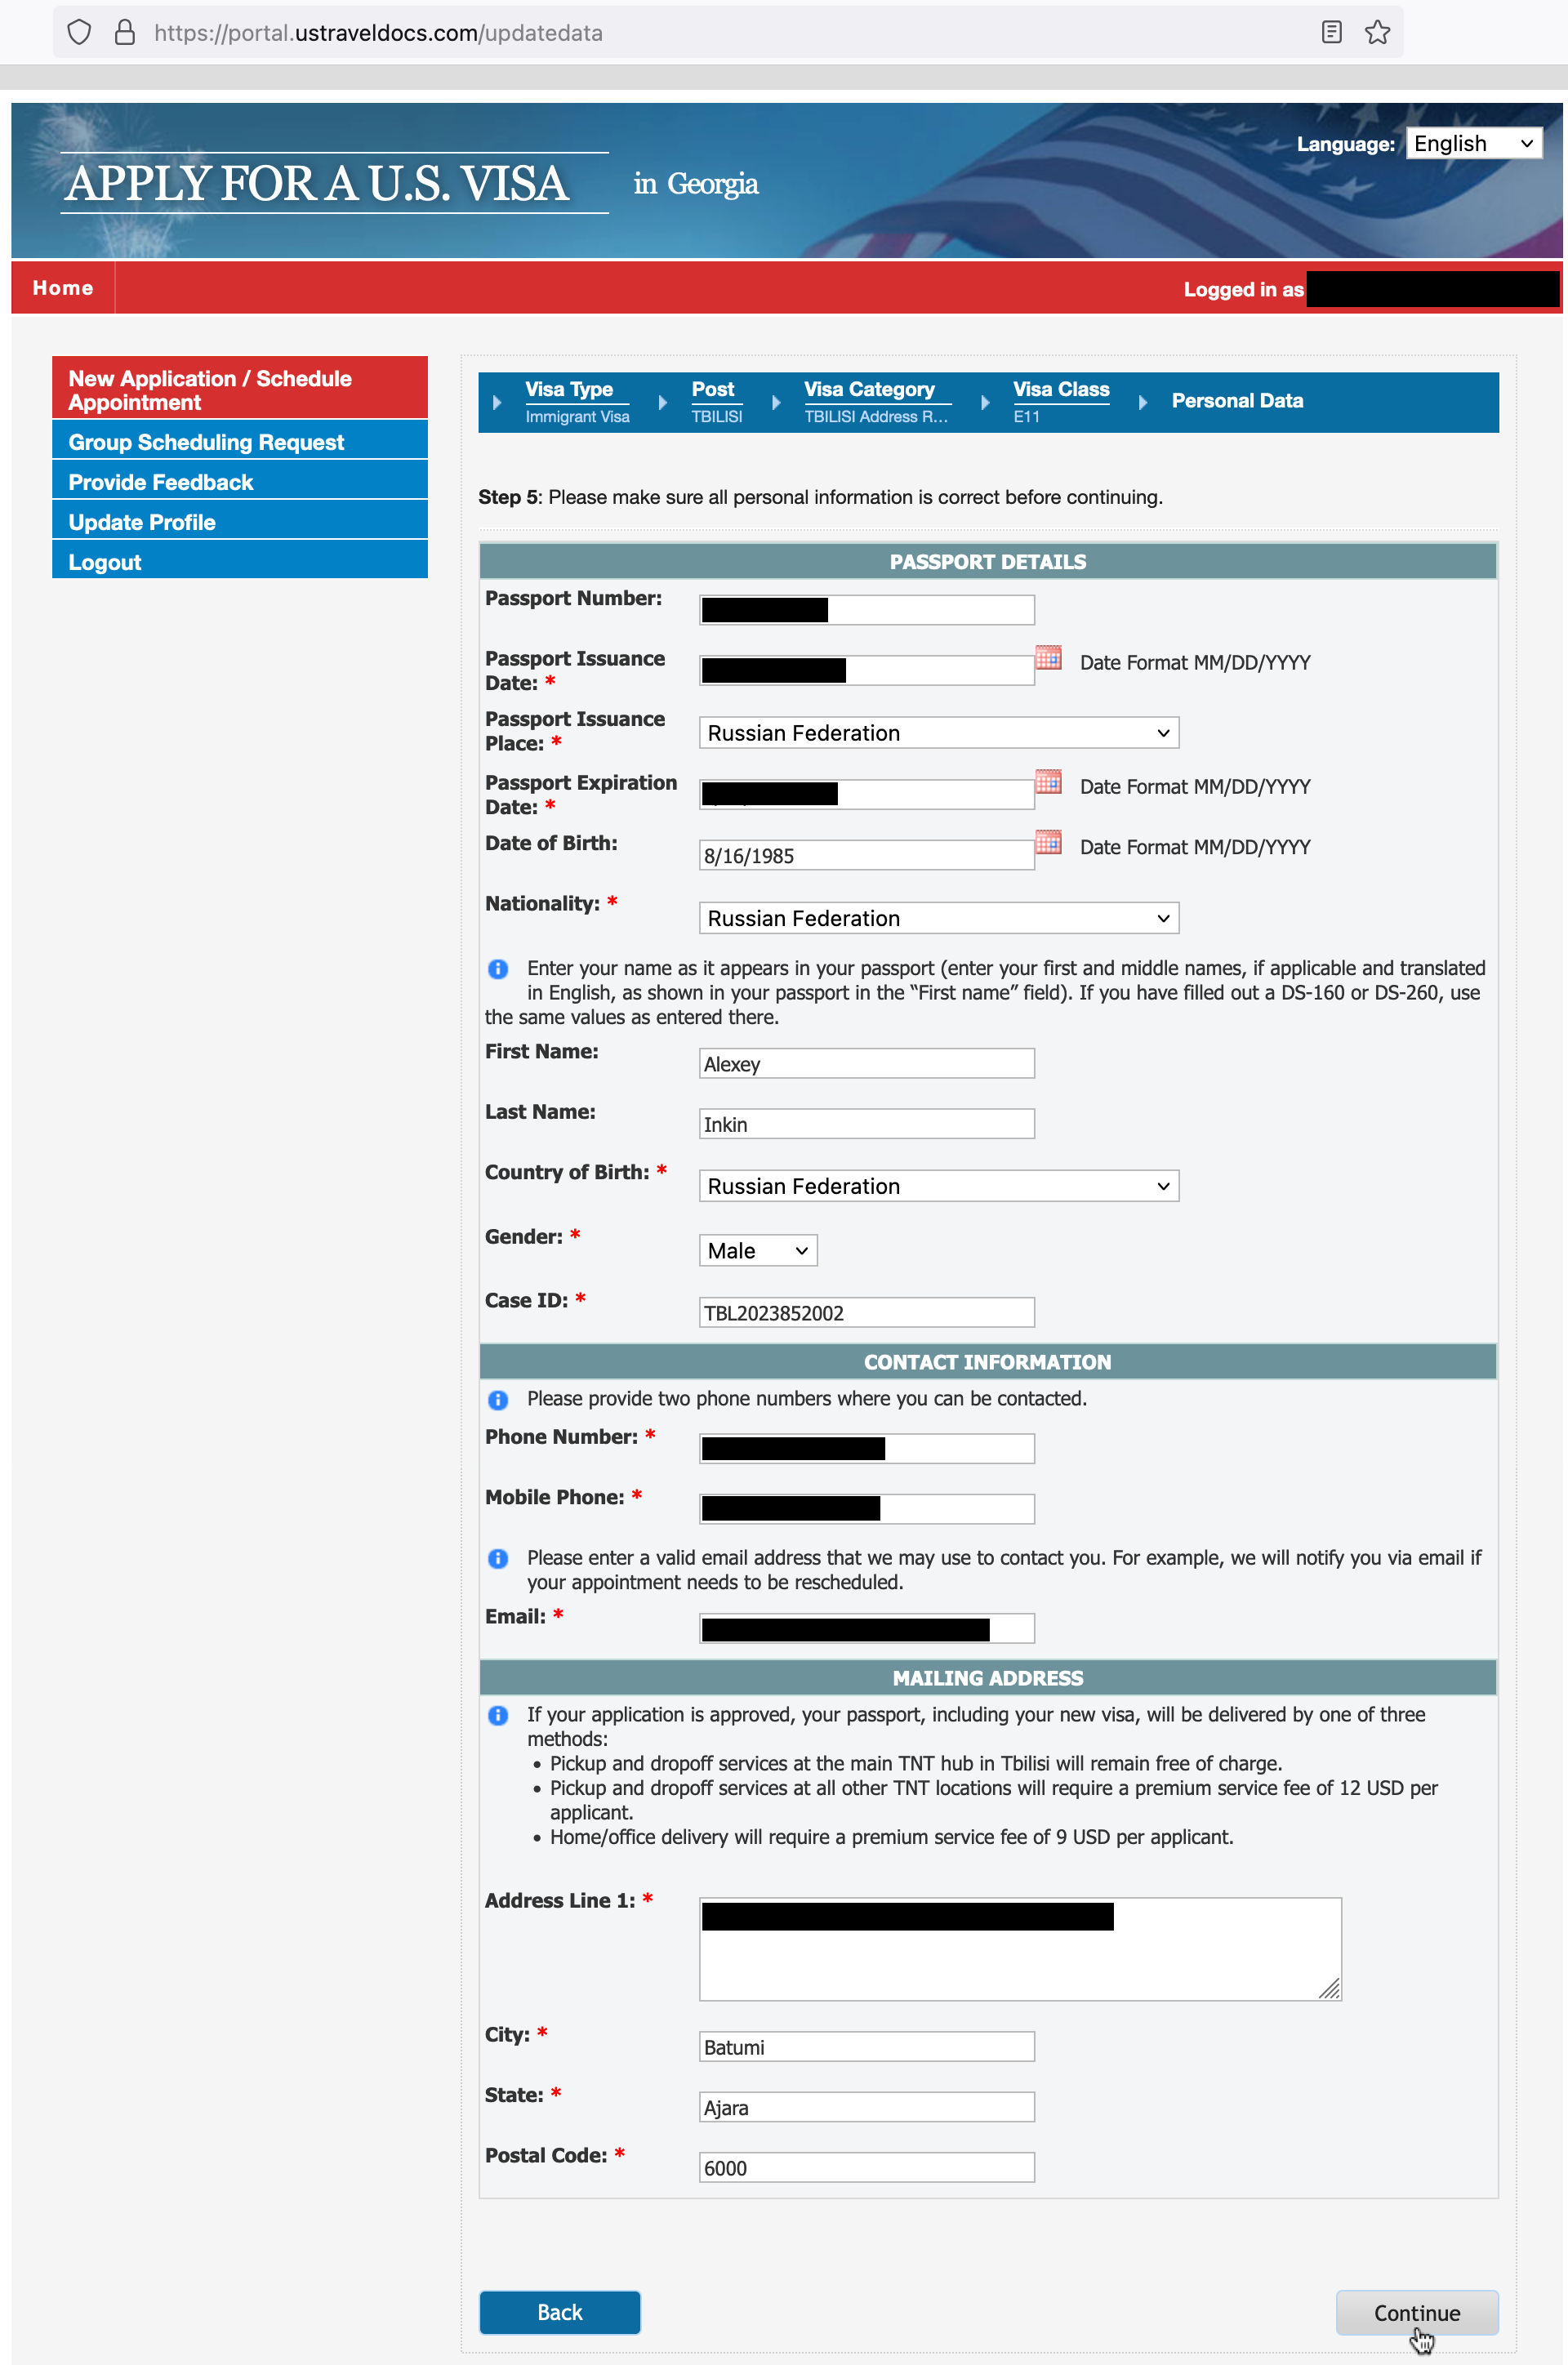 https://portal.ustraveldocs.com/updatedata
Language: English
APPLY FOR A U.S. VISA in Georgia
Home
Logged in as
New Application / Schedule
Appointment
Group Scheduling Request
Provide Feedback
Update Profile
Logout
Visa Type
Immigrant Visa
Post
TBILISI
Visa Category
TBILISI Address R...
Visa Class
E11
Personal Data
Step 5: Please make sure all personal information is correct before continuing.
PASSPORT DETAILS
Passport Number:
Passport Issuance
Date: *
Date Format MM/DD/YYYY
Passport Issuance
Place: *
Russian Federation
Passport Expiration
Date: *
Date Format MM/DD/YYYY
Date of Birth:
8/16/1985
Date Format MM/DD/YYYY
Nationality: *
Russian Federation
Enter your name as it appears in your passport (enter your first and middle names, if applicable and translated
in English, as shown in your passport in the “First name” field). If you have filled out a DS-160 or DS-260, use
the same values as entered there.
First Name:
Alexey
Last Name:
Inkin
Country of Birth: *
Russian Federation
Gender: *
Male
Case ID: *
TBL2023852002
CONTACT INFORMATION
Please provide two phone numbers where you can be contacted.
Phone Number: *
Mobile Phone: *
Please enter a valid email address that we may use to contact you. For example, we will notify you via email if
your appointment needs to be rescheduled.
Email: *
MAILING ADDRESS
If your application is approved, your passport, including your new visa, will be delivered by one of three
methods:
• Pickup and dropoff services at the main TNT hub in Tbilisi will remain free of charge.
• Pickup and dropoff services at all other TNT locations will require a premium service fee of 12 USD per
applicant.
• Home/office delivery will require a premium service fee of 9 USD per applicant.
Address Line 1: *
City: *
Batumi
State: *
Ajara
Postal Code: *
6000
Back
Continue